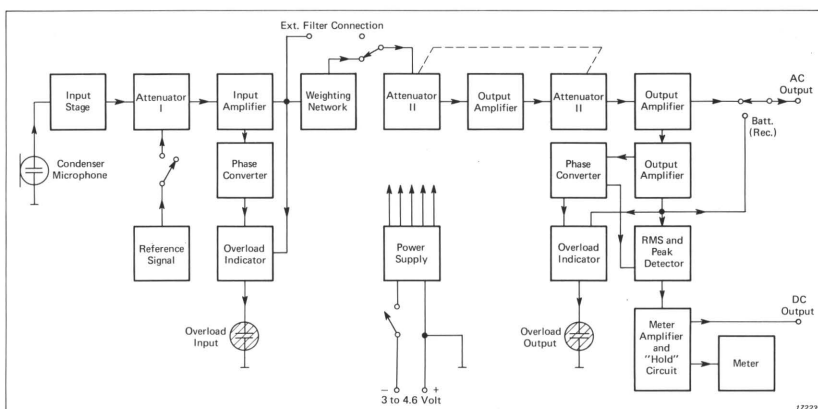 Ext. Filter Connection
Input
Stage
Attenuator
I
Input
Amplifier
Weighting
Network
Attenuator
II
Output
Amplifier
Attenuator
II
Output
Amplifier
AC
Output
Batt.
(Rec.)
Condenser
Microphone
Phase
Converter
Phase
Converter
Output
Amplifier
Reference
Signal
Overload
Indicator
Power
Supply
Overload
Indicator
RMS and
Peak
Detector
Overload
Input
Overload
Output
DC
Output
Meter
Amplifier
and
"Hold"
Circuit
Meter
− +
3 to 4.6 Volt
17223